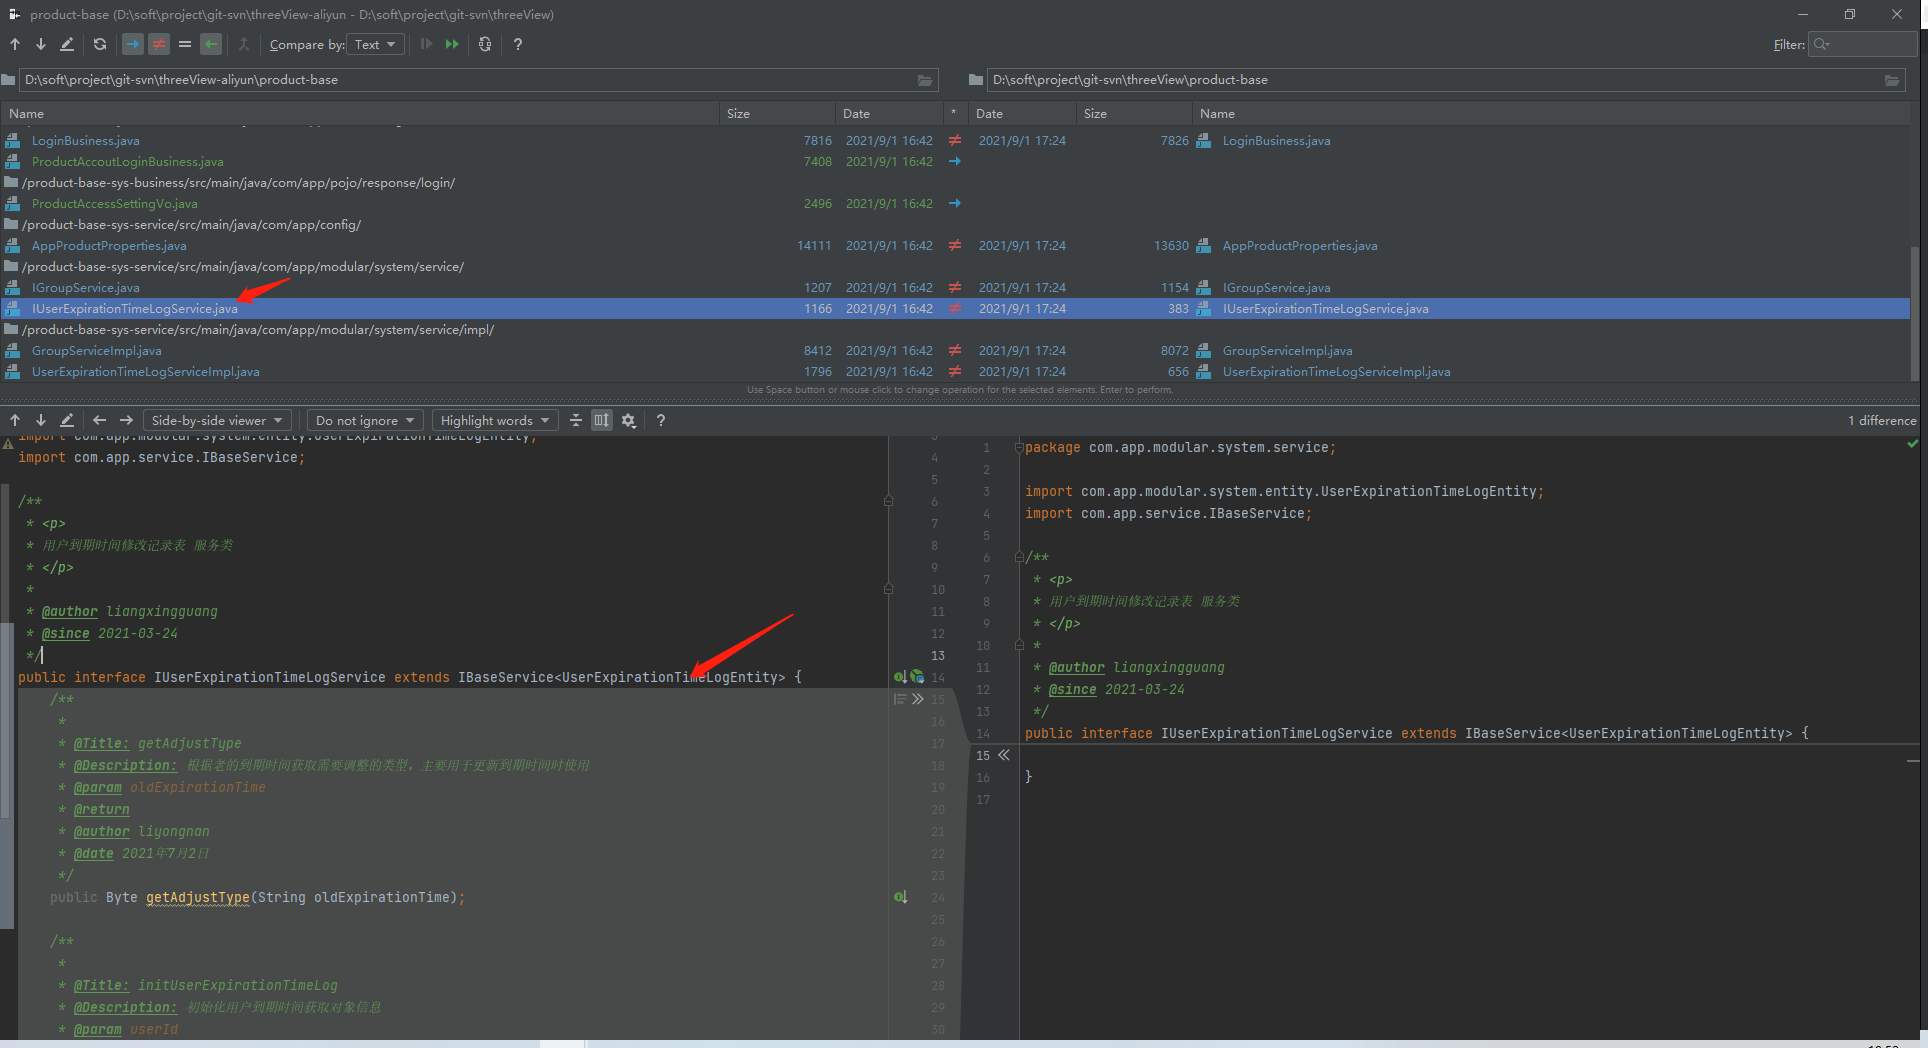 product-base (D:\soft\project\git-svn\threeView-aliyun - D:\soft\project\git-svn\threeView)
Compare by: Text
Filter:
D:\soft\project\git-svn\threeView-aliyun\product-base
D:\soft\project\git-svn\threeView\product-base
Name Size Date * Date Size Name
LoginBusiness.java 7816 2021/9/1 16:42 ≠ 2021/9/1 17:24 7826 LoginBusiness.java
ProductAccoutLoginBusiness.java 7408 2021/9/1 16:42 →
/product-base-sys-business/src/main/java/com/app/pojo/response/login/
ProductAccessSettingVo.java 2496 2021/9/1 16:42 →
/product-base-sys-service/src/main/java/com/app/config/
AppProductProperties.java 14111 2021/9/1 16:42 ≠ 2021/9/1 17:24 13630 AppProductProperties.java
/product-base-sys-service/src/main/java/com/app/modular/system/service/
IGroupService.java 1207 2021/9/1 16:42 ≠ 2021/9/1 17:24 1154 IGroupService.java
IUserExpirationTimeLogService.java 1166 2021/9/1 16:42 ≠ 2021/9/1 17:24 383 IUserExpirationTimeLogService.java
/product-base-sys-service/src/main/java/com/app/modular/system/service/impl/
GroupServiceImpl.java 8412 2021/9/1 16:42 ≠ 2021/9/1 17:24 8072 GroupServiceImpl.java
UserExpirationTimeLogServiceImpl.java 1796 2021/9/1 16:42 ≠ 2021/9/1 17:24 656 UserExpirationTimeLogServiceImpl.java
Use Space button or mouse click to change operation for the selected elements. Enter to perform.
Side-by-side viewer Do not ignore Highlight words ? 1 difference
import com.app.modular.system.entity.UserExpirationTimeLogEntity; 3
import com.app.service.IBaseService; 4
5
/** 6
* <p> 7
* 用户到期时间修改记录表 服务类 8
* </p> 9
* 10
* @author liangxingguang 11
* @since 2021-03-24 12
*/ 13
public interface IUserExpirationTimeLogService extends IBaseService<UserExpirationTimeLogEntity> { 14
/** 15
* 16
* @Title: getAdjustType 17
* @Description: 根据老的到期时间获取需要调整的类型，主要用于更新到期时间时使用 18
* @param oldExpirationTime 19
* @return 20
* @author liyongnan 21
* @date 2021年7月2日 22
*/ 23
public Byte getAdjustType(String oldExpirationTime); 24
25
/** 26
* 27
* @Title: initUserExpirationTimeLog 28
* @Description: 初始化用户到期时间获取对象信息 29
* @param userId 30
1 package com.app.modular.system.service;
2
3 import com.app.modular.system.entity.UserExpirationTimeLogEntity;
4 import com.app.service.IBaseService;
5
6 /**
7 * <p>
8 * 用户到期时间修改记录表 服务类
9 * </p>
10 *
11 * @author liangxingguang
12 * @since 2021-03-24
13 */
14 public interface IUserExpirationTimeLogService extends IBaseService<UserExpirationTimeLogEntity> {
15
16 }
17